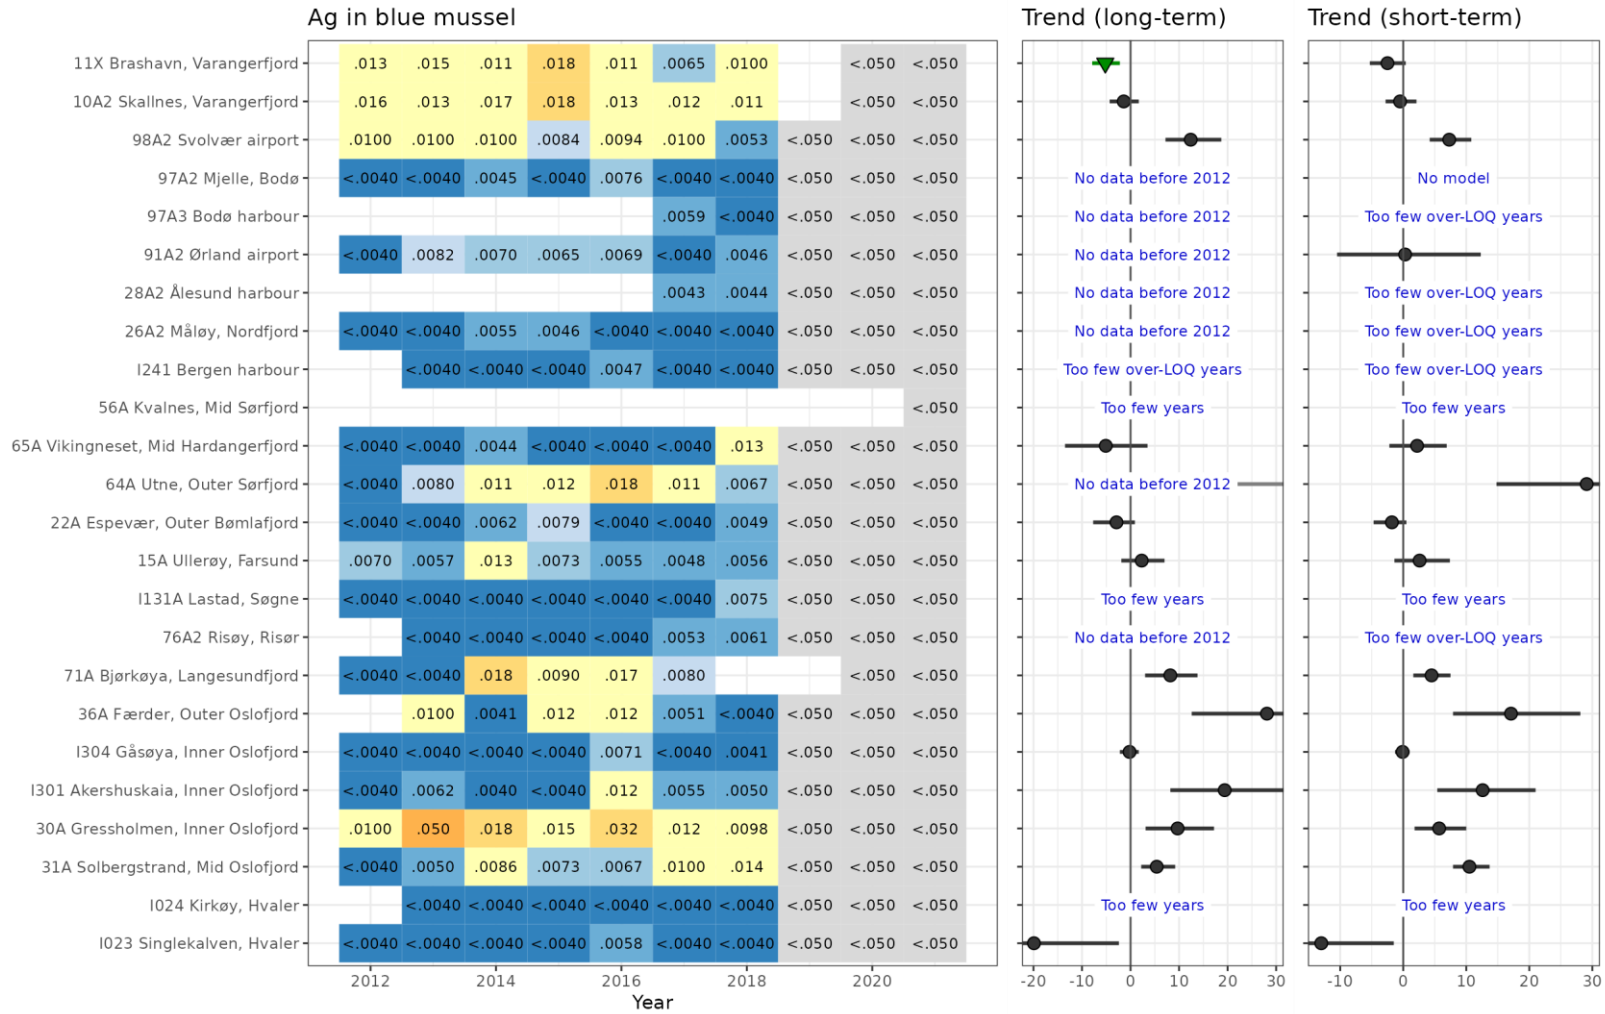 Ag in blue mussel Trend (long-term) Trend (short-term)
11X Brashavn, Varangerfjord .013 .015 .011 .018 .011 .0065 .0100 <.050 <.050
10A2 Skallnes, Varangerfjord .016 .013 .017 .018 .013 .012 .011 <.050 <.050
98A2 Svolvær airport .0100 .0100 .0100 .0084 .0094 .0100 .0053 <.050 <.050 <.050
97A2 Mjelle, Bodø <.0040 <.0040 .0045 <.0040 .0076 <.0040 <.0040 <.050 <.050 <.050 No data before 2012 No model
97A3 Bodø harbour .0059 <.0040 <.050 <.050 <.050 No data before 2012 Too few over-LOQ years
91A2 Ørland airport <.0040 .0082 .0070 .0065 .0069 <.0040 .0046 <.050 <.050 <.050 No data before 2012
28A2 Ålesund harbour .0043 .0044 <.050 <.050 <.050 No data before 2012 Too few over-LOQ years
26A2 Måløy, Nordfjord <.0040 <.0040 .0055 .0046 <.0040 <.0040 <.0040 <.050 <.050 <.050 No data before 2012 Too few over-LOQ years
I241 Bergen harbour <.0040 <.0040 <.0040 .0047 <.0040 <.0040 <.050 <.050 <.050 Too few over-LOQ years Too few over-LOQ years
56A Kvalnes, Mid Sørfjord <.050 Too few years Too few years
65A Vikingneset, Mid Hardangerfjord <.0040 <.0040 .0044 <.0040 <.0040 <.0040 .013 <.050 <.050 <.050
64A Utne, Outer Sørfjord <.0040 .0080 .011 .012 .018 .011 .0067 <.050 <.050 <.050 No data before 2012
22A Espevær, Outer Bømlafjord <.0040 <.0040 .0062 .0079 <.0040 <.0040 .0049 <.050 <.050 <.050
15A Ullerøy, Farsund .0070 .0057 .013 .0073 .0055 .0048 .0056 <.050 <.050 <.050
I131A Lastad, Søgne <.0040 <.0040 <.0040 <.0040 <.0040 <.0040 .0075 <.050 <.050 <.050 Too few years Too few years
76A2 Risøy, Risør <.0040 <.0040 <.0040 <.0040 .0053 .0061 <.050 <.050 <.050 No data before 2012 Too few over-LOQ years
71A Bjørkøya, Langesundfjord <.0040 <.0040 .018 .0090 .017 .0080 <.050 <.050
36A Færder, Outer Oslofjord .0100 .0041 .012 .012 .0051 <.0040 <.050 <.050 <.050
I304 Gåsøya, Inner Oslofjord <.0040 <.0040 <.0040 <.0040 .0071 <.0040 .0041 <.050 <.050 <.050
I301 Akershuskaia, Inner Oslofjord <.0040 .0062 .0040 <.0040 .012 .0055 .0050 <.050 <.050 <.050
30A Gressholmen, Inner Oslofjord .0100 .050 .018 .015 .032 .012 .0098 <.050 <.050 <.050
31A Solbergstrand, Mid Oslofjord <.0040 .0050 .0086 .0073 .0067 .0100 .014 <.050 <.050 <.050
I024 Kirkøy, Hvaler <.0040 <.0040 <.0040 <.0040 <.0040 <.0040 <.050 <.050 <.050 Too few years Too few years
I023 Singlekalven, Hvaler <.0040 <.0040 <.0040 <.0040 .0058 <.0040 <.0040 <.050 <.050 <.050
2012 2014 2016 2018 2020 -20 -10 0 10 20 30 -10 0 10 20 30
Year